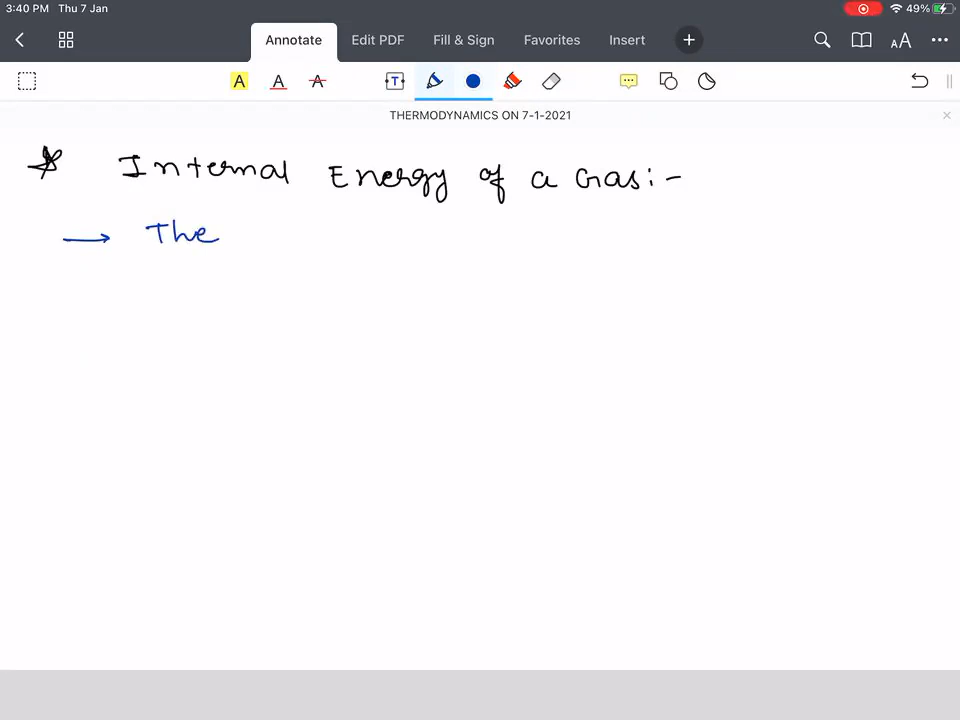 3:40 PM Thu 7 Jan 49%
Annotate Edit PDF Fill & Sign Favorites Insert AA
A A A T
THERMODYNAMICS ON 7-1-2021
Internal Energy of a Gas:-
→ The